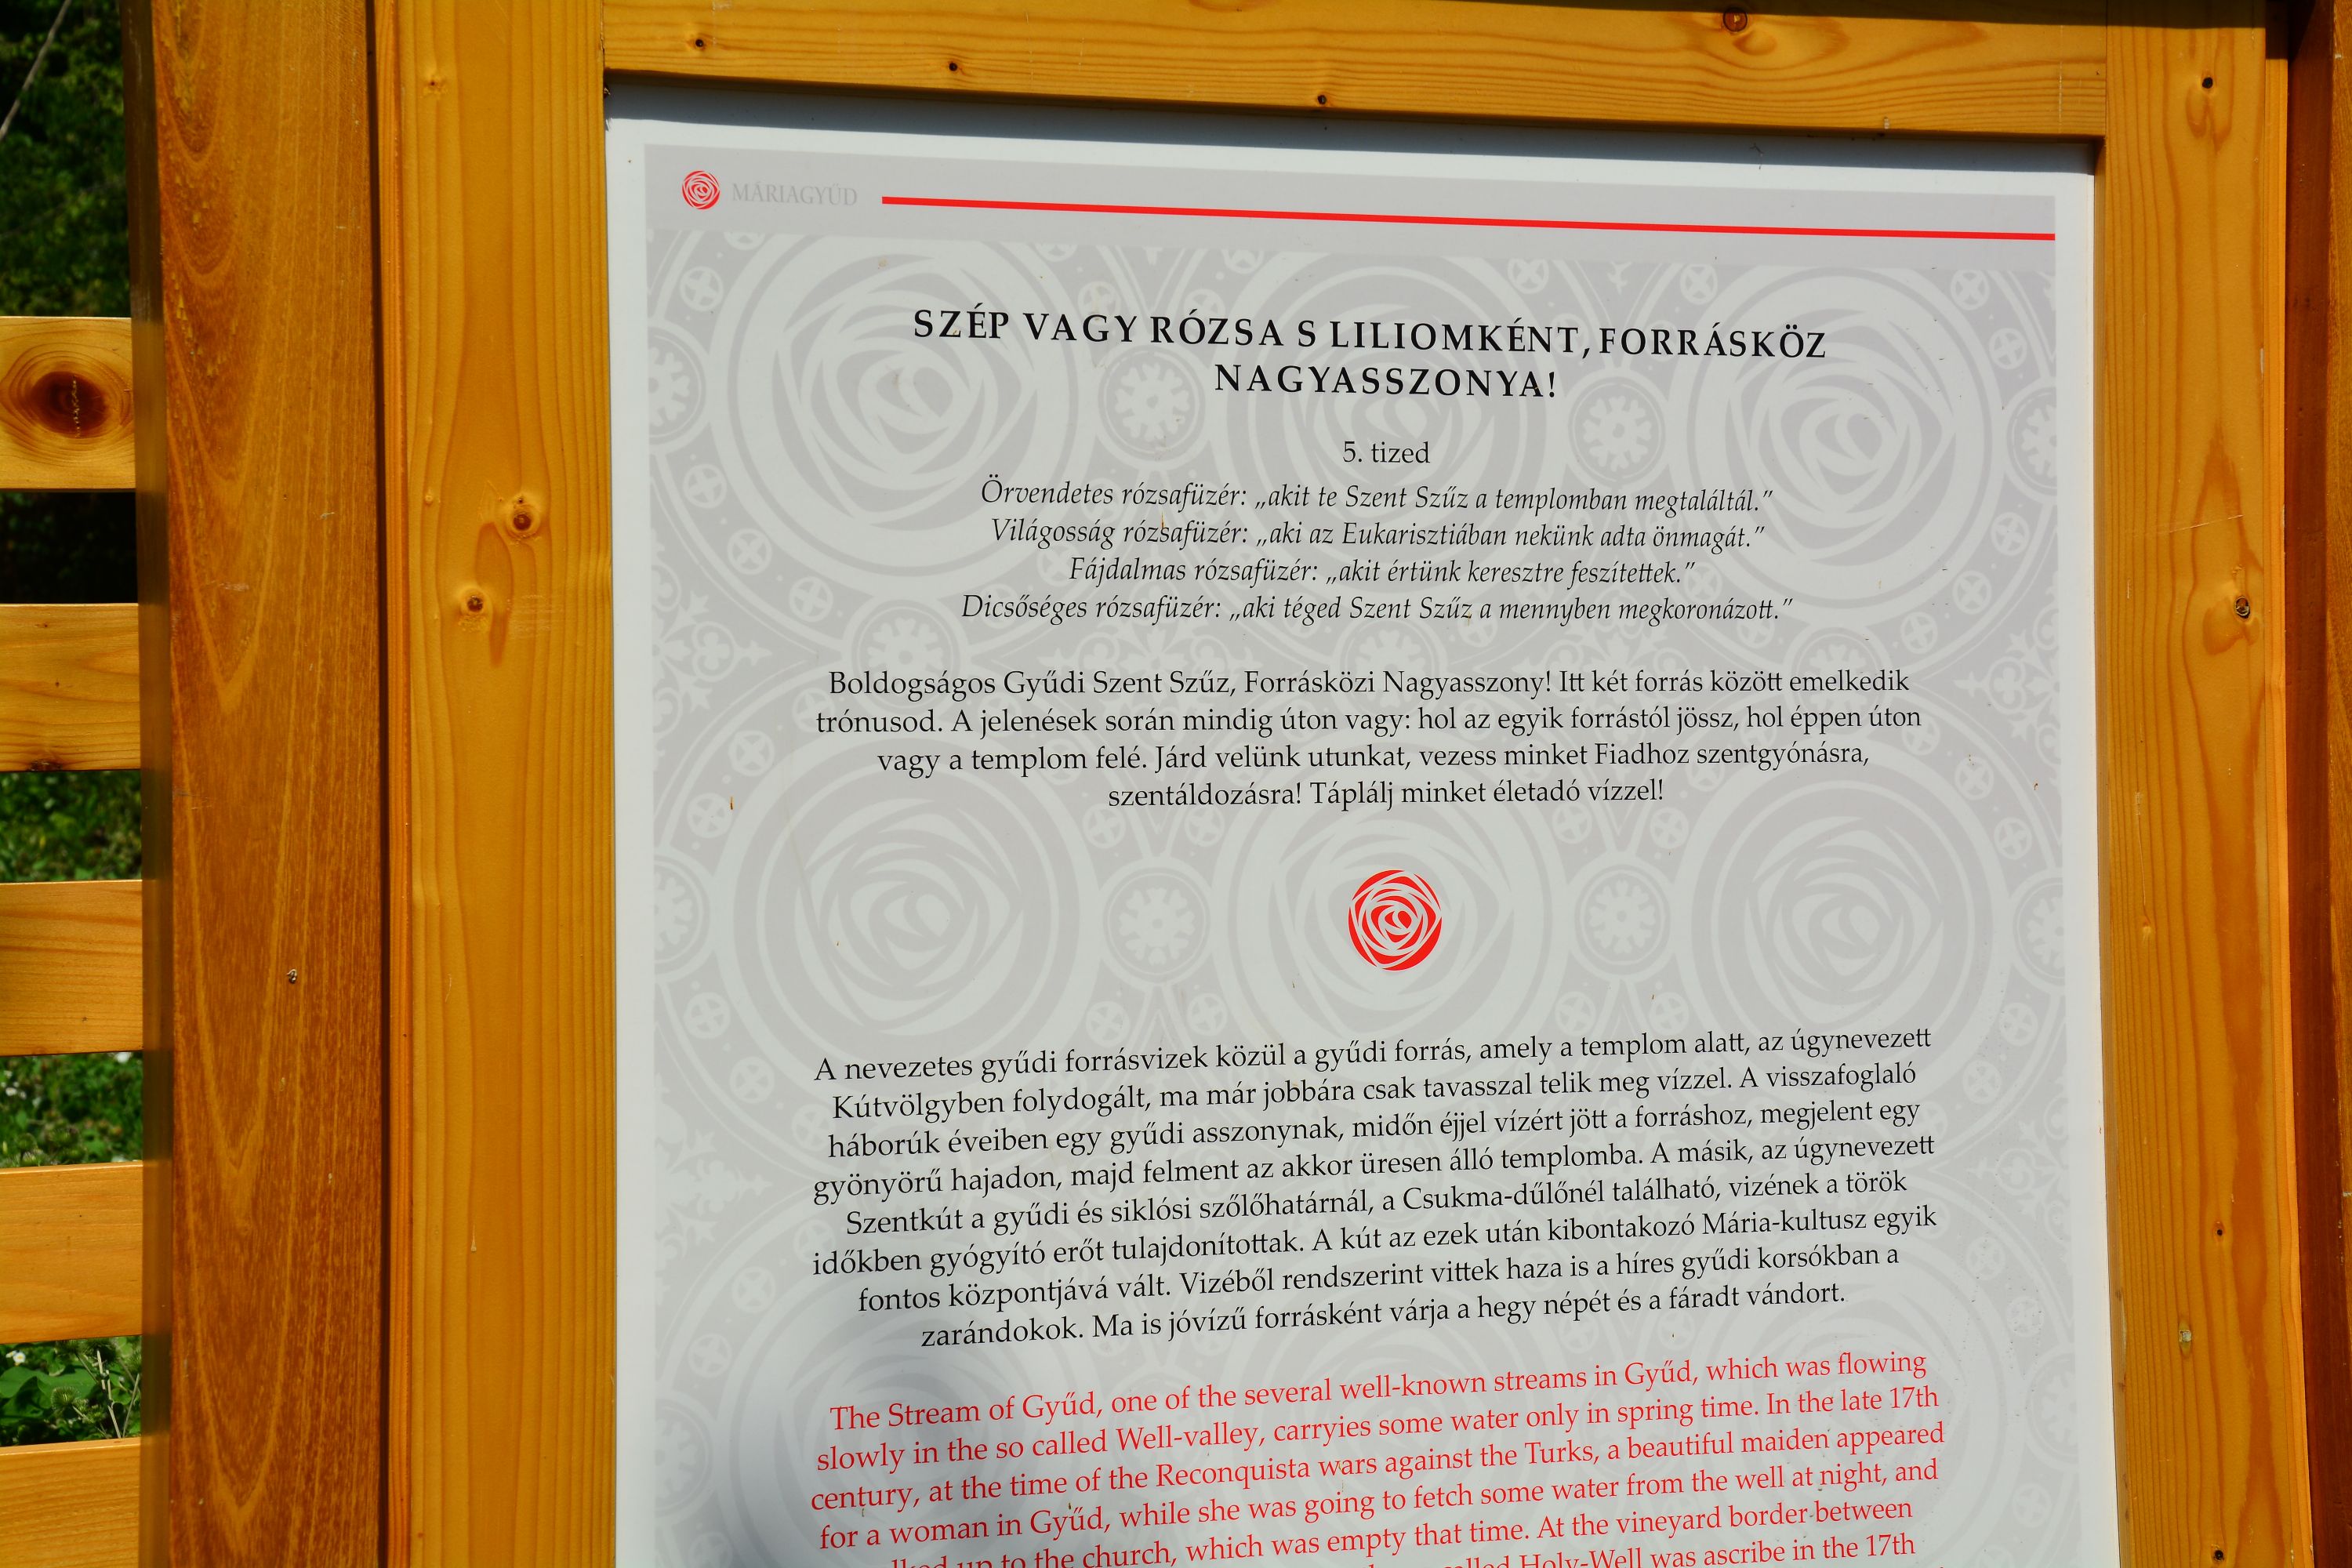 MÁRIAGYŰD
SZÉP VAGY RÓZSA S LILIOMKÉNT, FORRÁSKÖZ
NAGYASSZONYA!
5. tized
Örvendetes rózsafüzér: „akit te Szent Szűz a templomban megtaláltál.”
Világosság rózsafüzér: „aki az Eukarisztiában nekünk adta önmagát.”
Fájdalmas rózsafüzér: „akit értünk keresztre feszítettek.”
Dicsőséges rózsafüzér: „aki téged Szent Szűz a mennyben megkoronázott.”
Boldogságos Gyűdi Szent Szűz, Forrásközi Nagyasszony! Itt két forrás között emelkedik
trónusod. A jelenések során mindig úton vagy: hol az egyik forrástól jössz, hol éppen úton
vagy a templom felé. Járd velünk utunkat, vezess minket Fiadhoz szentgyónásra,
szentáldozásra! Táplálj minket életadó vízzel!
A nevezetes gyűdi forrásvizek közül a gyűdi forrás, amely a templom alatt, az úgynevezett
Kútvölgyben folydogált, ma már jobbára csak tavasszal telik meg vízzel. A visszafoglaló
háborúk éveiben egy gyűdi asszonynak, midőn éjjel vízért jött a forráshoz, megjelent egy
gyönyörű hajadon, majd felment az akkor üresen álló templomba. A másik, az úgynevezett
Szentkút a gyűdi és siklósi szőlőhatárnál, a Csukma-dűlőnél található, vizének a török
időkben gyógyító erőt tulajdonítottak. A kút az ezek után kibontakozó Mária-kultusz egyik
fontos központjává vált. Vizéből rendszerint vittek haza is a híres gyűdi korsókban a
zarándokok. Ma is jóvízű forrásként várja a hegy népét és a fáradt vándort.
The Stream of Gyűd, one of the several well-known streams in Gyűd, which was flowing
slowly in the so called Well-valley, carryies some water only in spring time. In the late 17th
century, at the time of the Reconquista wars against the Turks, a beautiful maiden appeared
for a woman in Gyűd, while she was going to fetch some water from the well at night, and
up to the church, which was empty that time. At the vineyard border between
called Holy-Well was ascribe in the 17th